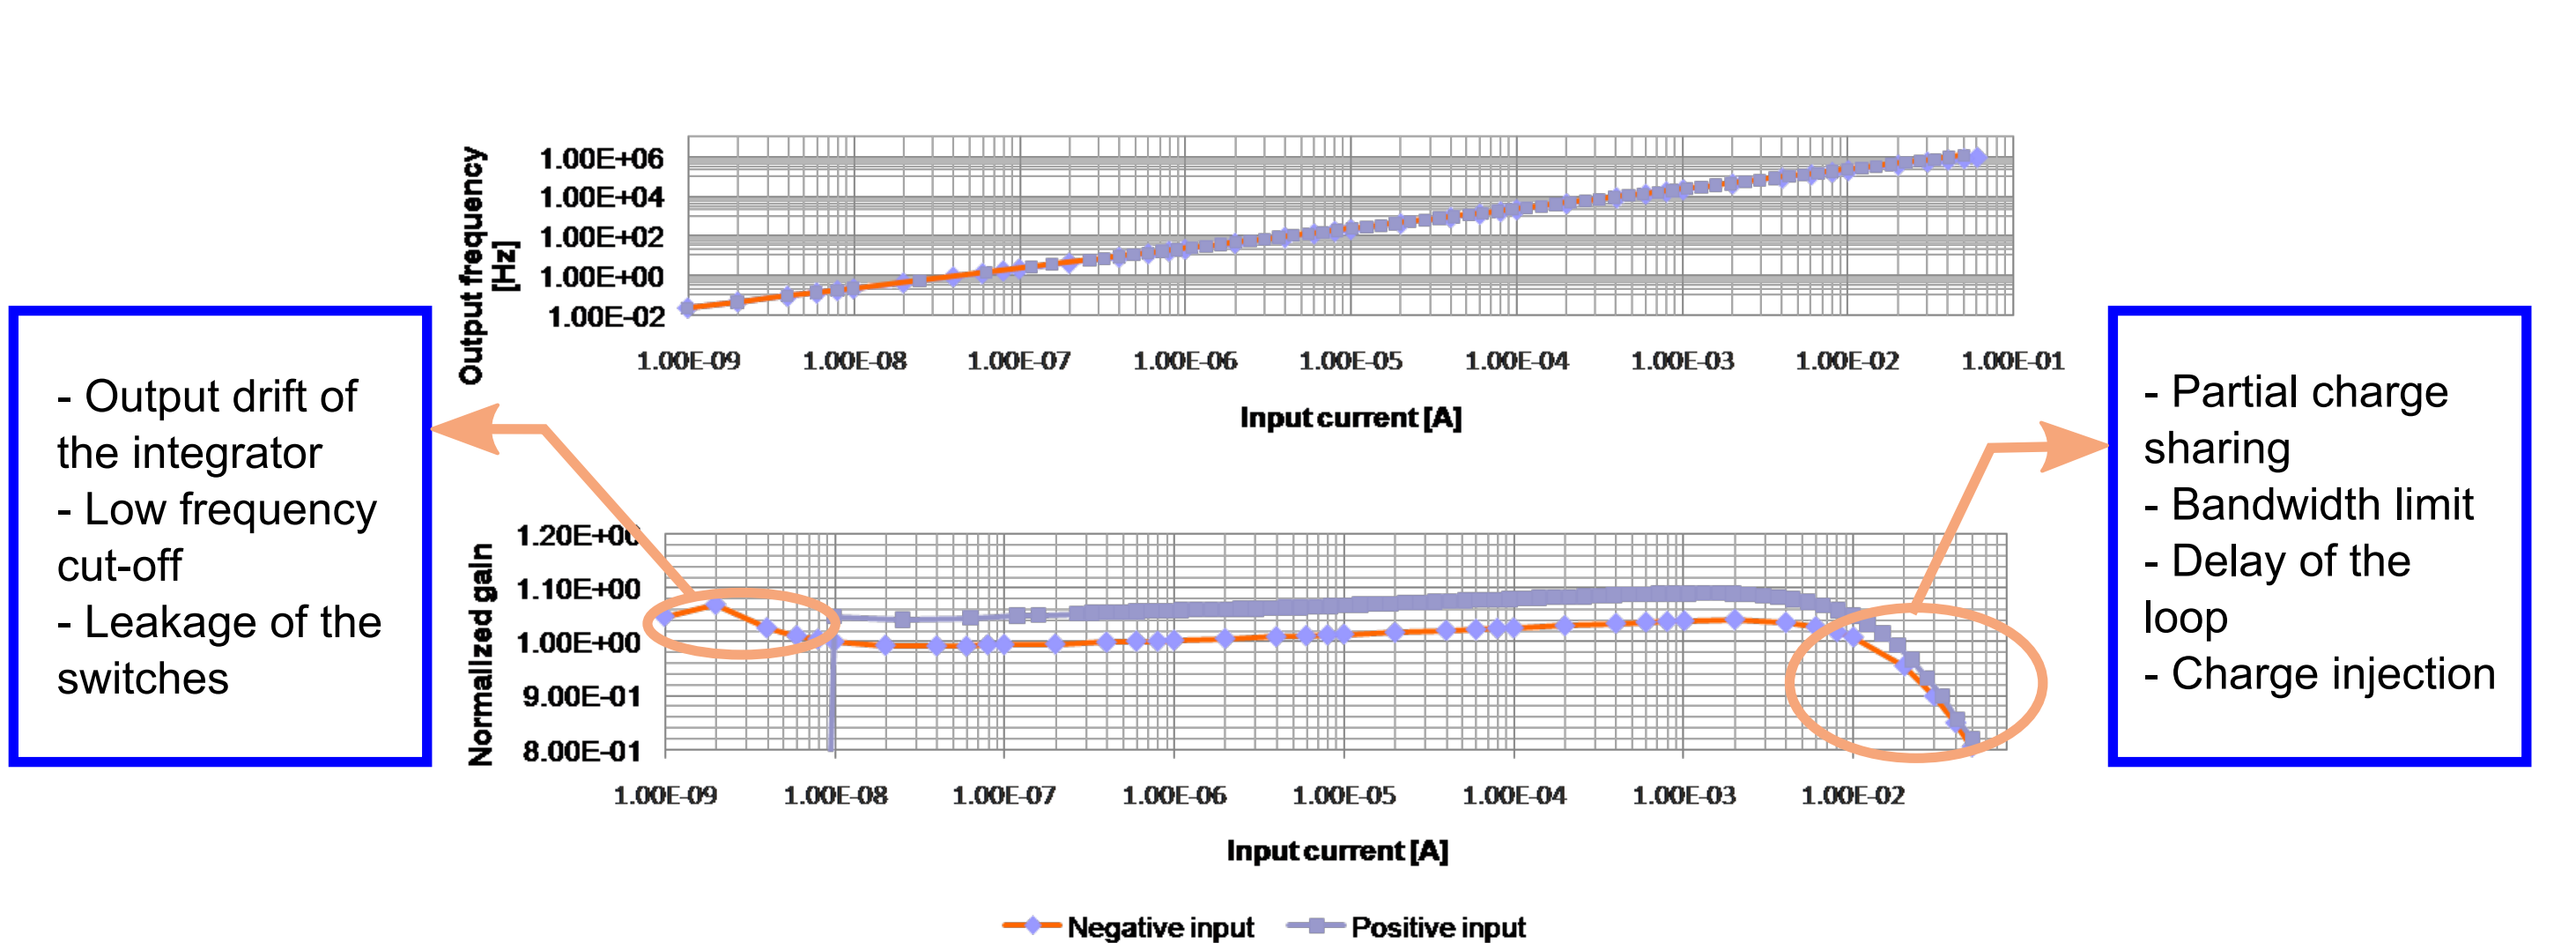 Output frequency
[Hz]
1.00E+06
1.00E+04
1.00E+02
1.00E+00
1.00E-02
1.00E-09 1.00E-08 1.00E-07 1.00E-06 1.00E-05 1.00E-04 1.00E-03 1.00E-02 1.00E-01
Input current [A]
- Output drift of
the integrator
- Low frequency
cut-off
- Leakage of the
switches
- Partial charge
sharing
- Bandwidth limit
- Delay of the
loop
- Charge injection
Normalized gain
1.20E+00
1.10E+00
1.00E+00
9.00E-01
8.00E-01
1.00E-09 1.00E-08 1.00E-07 1.00E-06 1.00E-05 1.00E-04 1.00E-03 1.00E-02
Input current [A]
Negative input Positive input